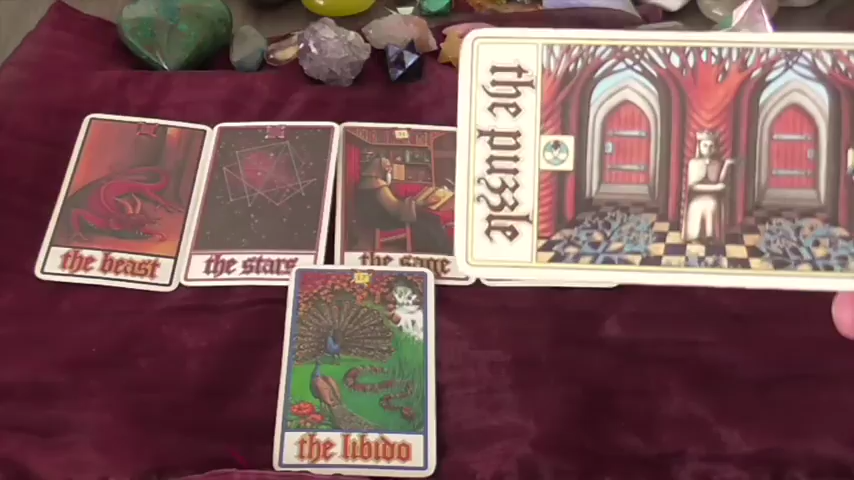 the puzzle
the beast
the stars
the sage
the libido